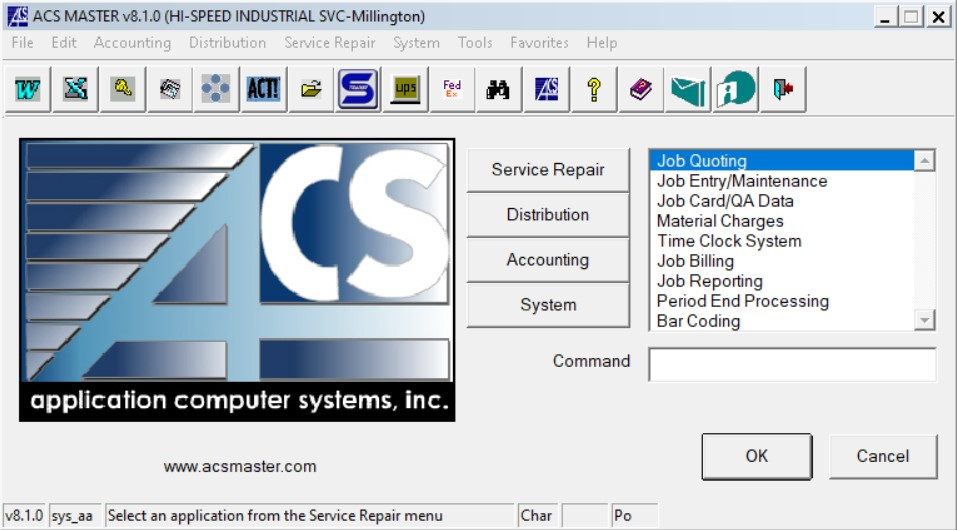 ACS MASTER v8.1.0 (HI-SPEED INDUSTRIAL SVC-Millington)
File Edit Accounting Distribution Service Repair System Tools Favorites Help
W X ACT! S ups Fed Ex AS ? i
ACS
application computer systems, inc.
www.acsmaster.com
Service Repair
Distribution
Accounting
System
Job Quoting
Job Entry/Maintenance
Job Card/QA Data
Material Charges
Time Clock System
Job Billing
Job Reporting
Period End Processing
Bar Coding
Command
OK Cancel
v8.1.0 sys_aa Select an application from the Service Repair menu Char Po